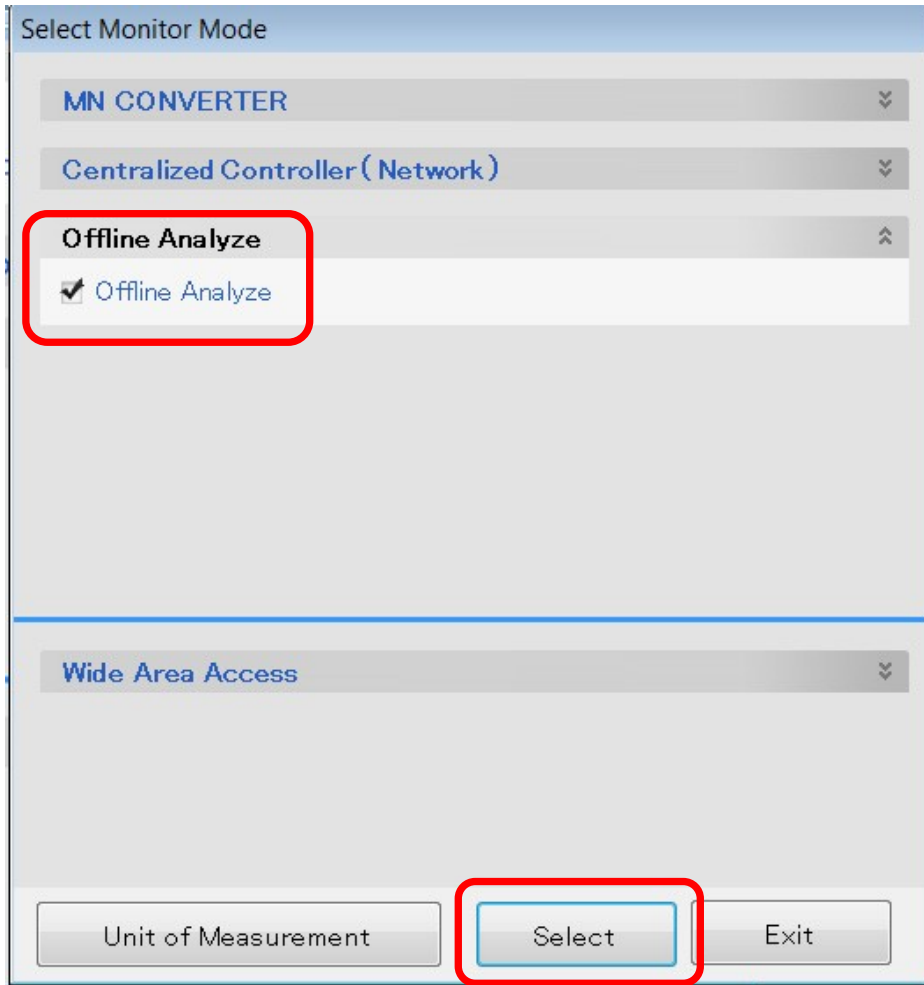 Select Monitor Mode
MN CONVERTER
Centralized Controller ( Network )
Offline Analyze
Offline Analyze
Wide Area Access
Unit of Measurement
Select
Exit